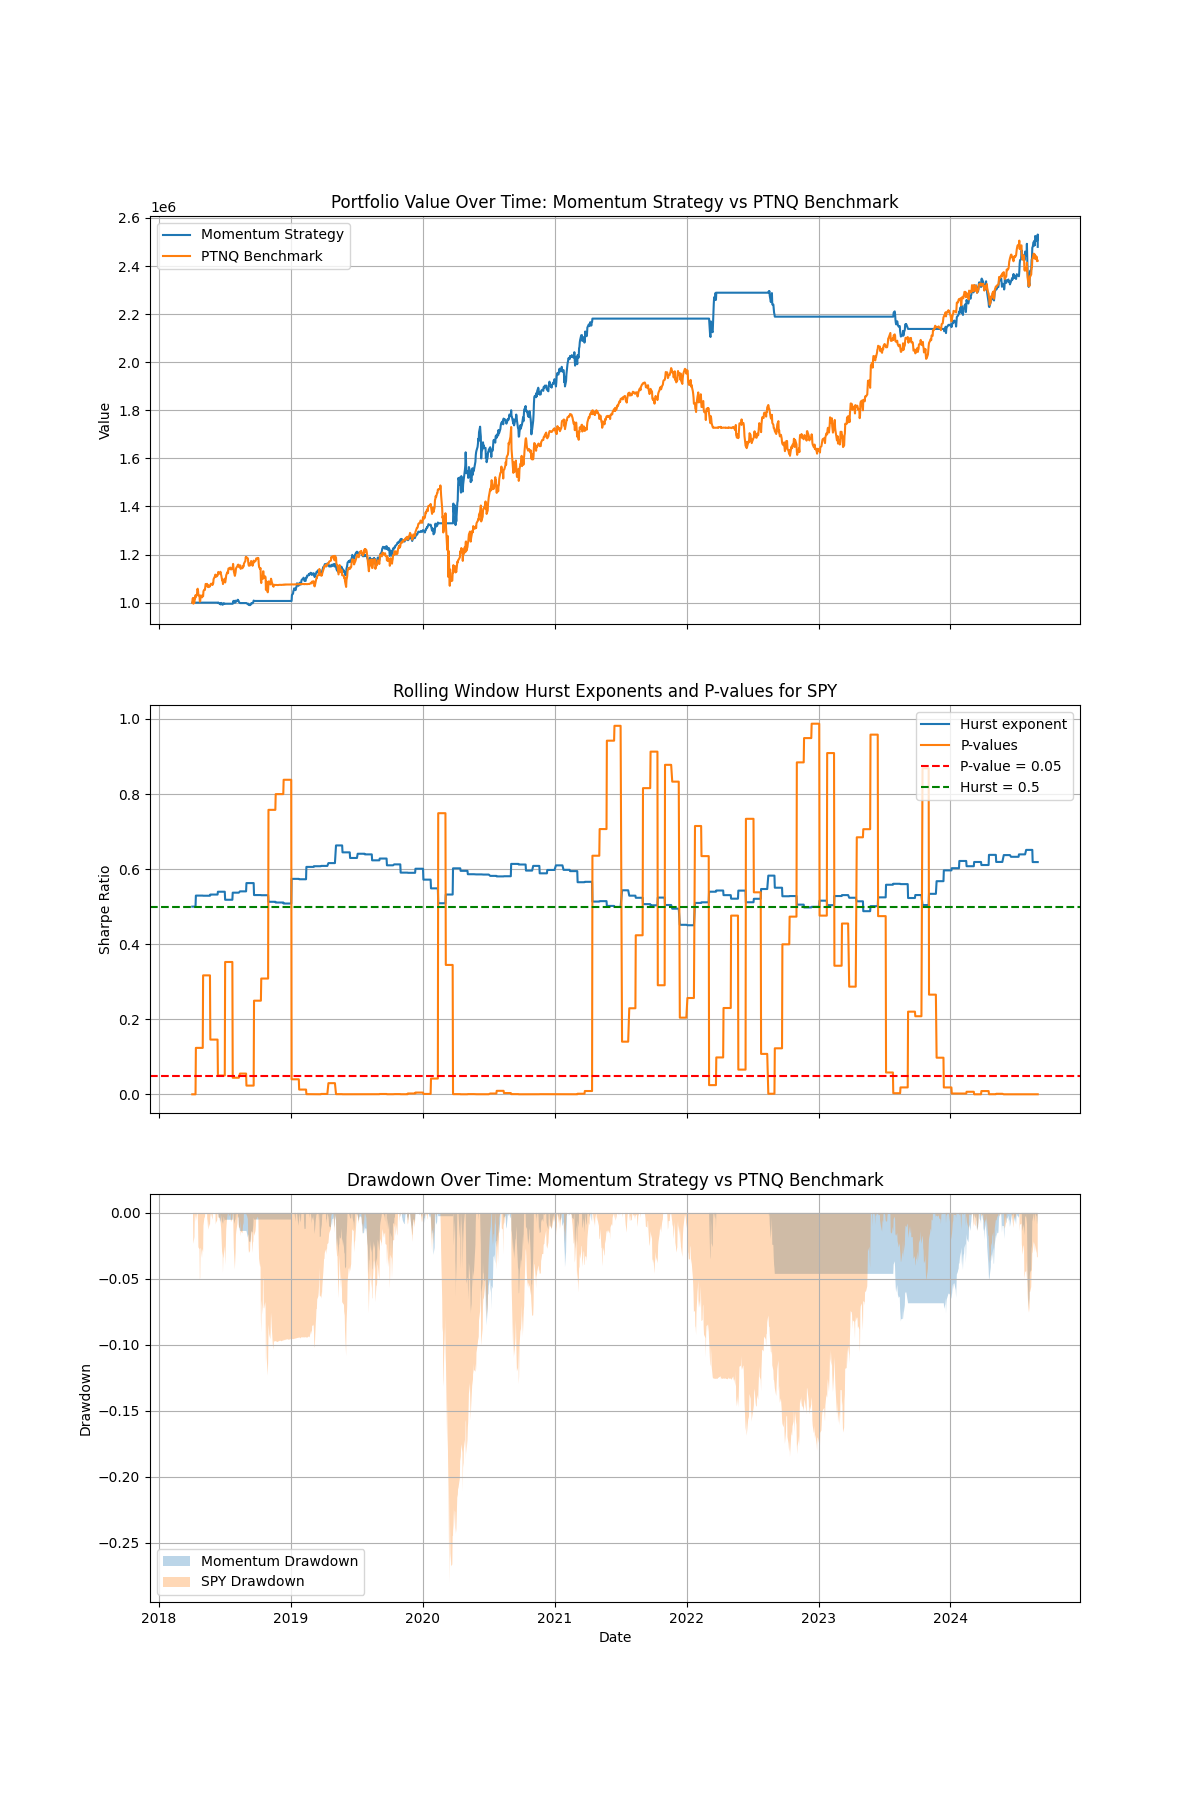 Portfolio Value Over Time: Momentum Strategy vs PTNQ Benchmark
1e6
Momentum Strategy
PTNQ Benchmark
Value
2.6
2.4
2.2
2.0
1.8
1.6
1.4
1.2
1.0
Rolling Window Hurst Exponents and P-values for SPY
Hurst exponent
P-values
P-value = 0.05
Hurst = 0.5
Sharpe Ratio
1.0
0.8
0.6
0.4
0.2
0.0
Drawdown Over Time: Momentum Strategy vs PTNQ Benchmark
Drawdown
0.00
−0.05
−0.10
−0.15
−0.20
−0.25
Momentum Drawdown
SPY Drawdown
2018 2019 2020 2021 2022 2023 2024
Date